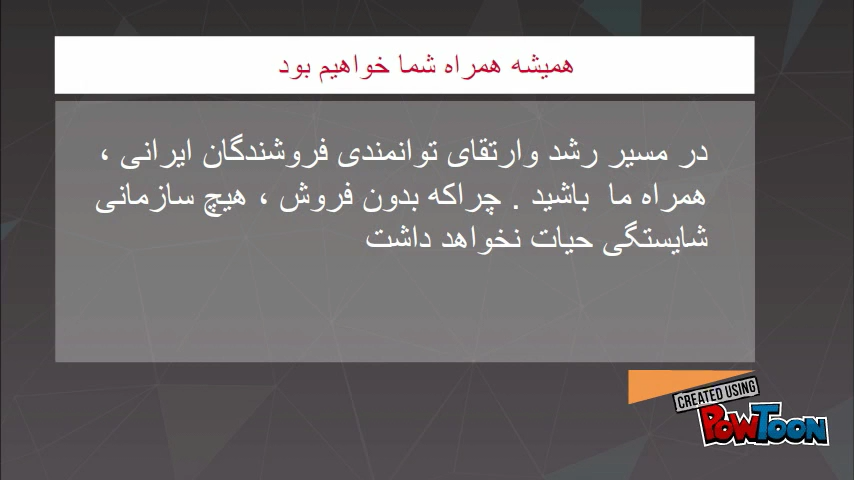 همیشه همراه شما خواهیم بود
در مسیر رشد وارتقای توانمندی فروشندگان ایرانی ،
همراه ما باشید . چراکه بدون فروش ، هیچ سازمانی
شایستگی حیات نخواهد داشت
CREATED USING
POWTOON